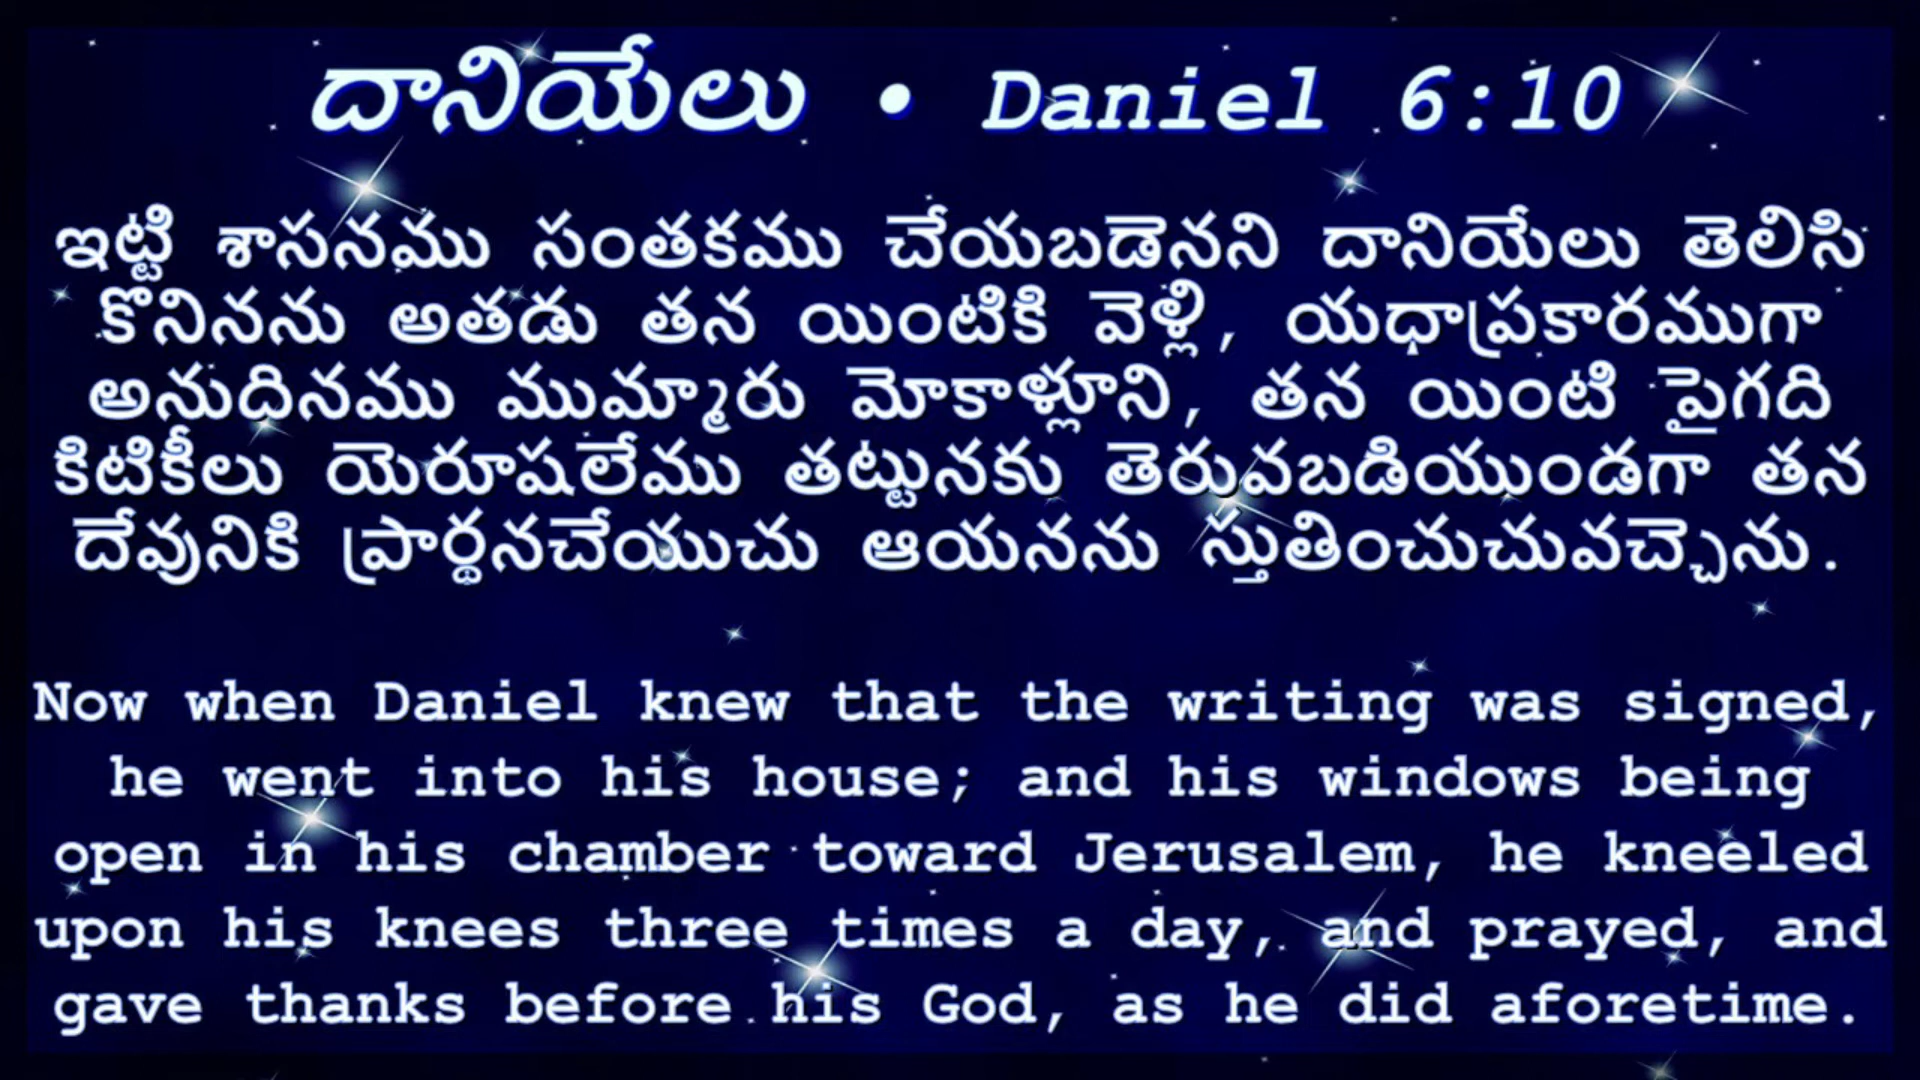 దానియేలు • Daniel 6:10
ఇట్టి శాసనము సంతకము చేయబడెనని దానియేలు తెలిసి
కొనినను అతడు తన యింటికి వెళ్లి, యధాప్రకారముగా
అనుదినము ముమ్మారు మోకాళ్లూని, తన యింటి పైగది
కిటికీలు యెరూషలేము తట్టునకు తెరువబడియుండగా తన
దేవునికి ప్రార్థనచేయుచు ఆయనను స్తుతించుచువచ్చెను.
Now when Daniel knew that the writing was signed,
he went into his house; and his windows being
open in his chamber toward Jerusalem, he kneeled
upon his knees three times a day, and prayed, and
gave thanks before his God, as he did aforetime.